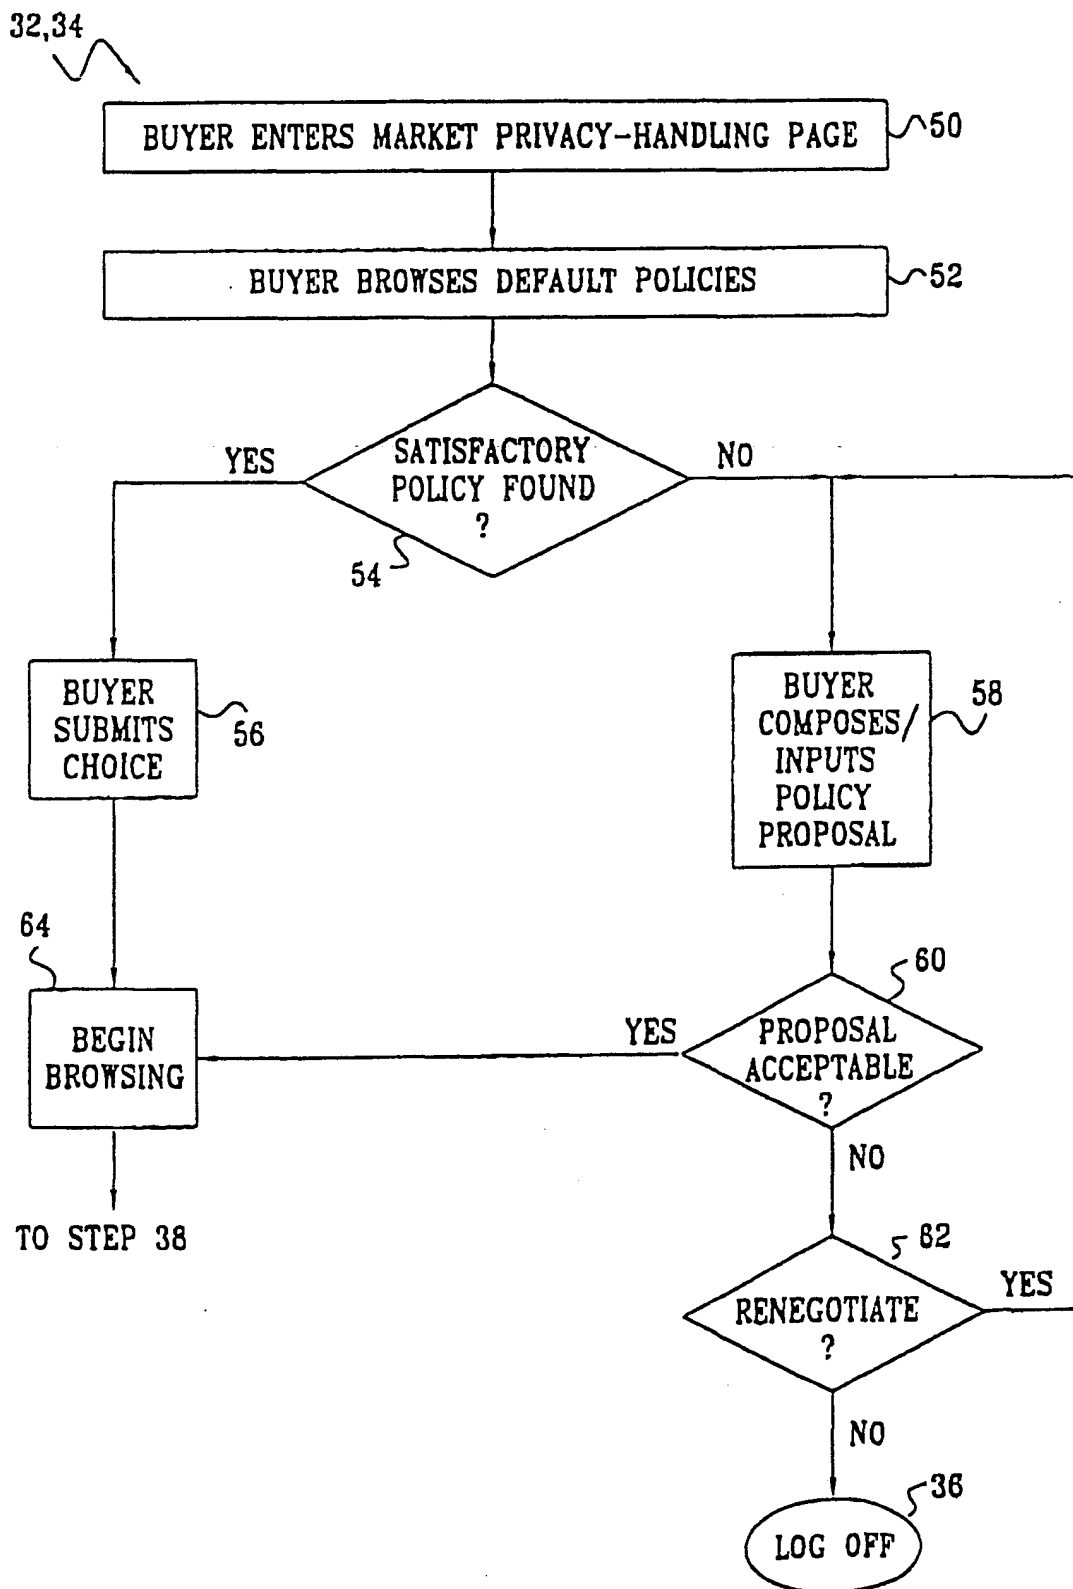 32,34
BUYER ENTERS MARKET PRIVACY-HANDLING PAGE
50
BUYER BROWSES DEFAULT POLICIES
52
YES
SATISFACTORY
POLICY FOUND
?
NO
54
BUYER
SUBMITS
CHOICE
56
BUYER
COMPOSES/
INPUTS
POLICY
PROPOSAL
58
64
BEGIN
BROWSING
YES
PROPOSAL
ACCEPTABLE
?
60
NO
TO STEP 38
RENEGOTIATE
?
62
YES
NO
LOG OFF
36